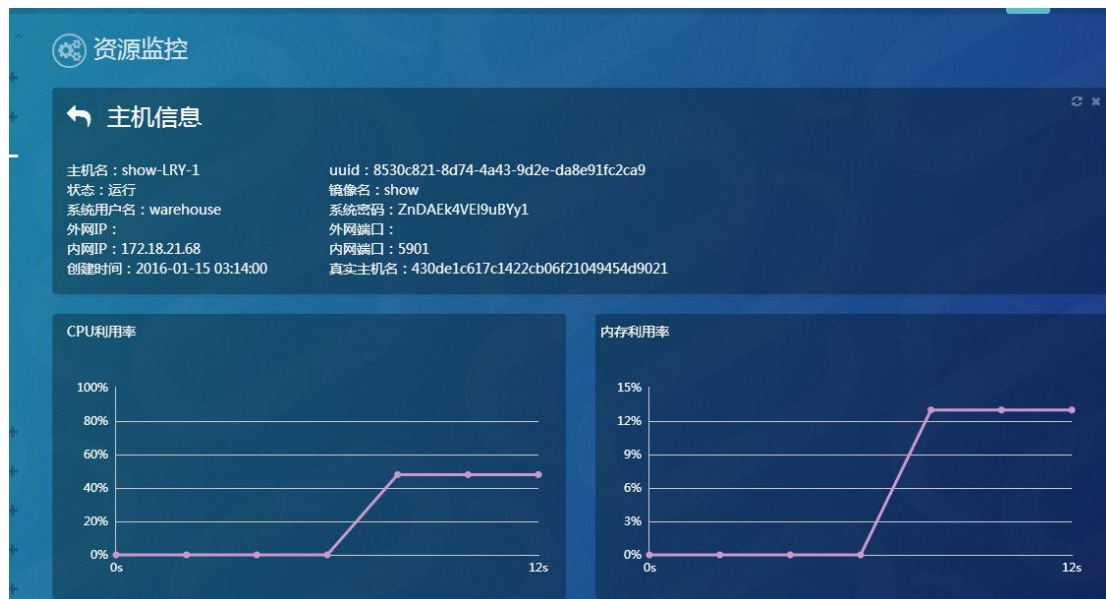 资源监控
主机信息
主机名：show-LRY-1
uuid：8530c821-8d74-4a43-9d2e-da8e91fc2ca9
状态：运行
镜像名：show
系统用户名：warehouse
系统密码：ZnDAEk4VEl9uBYy1
外网IP：
外网端口：
内网IP：172.18.21.68
内网端口：5901
创建时间：2016-01-15 03:14:00
真实主机名：430de1c617c1422cb06f21049454d9021
CPU利用率
100%
80%
60%
40%
20%
0%
0s
12s
内存利用率
15%
12%
9%
6%
3%
0%
0s
12s